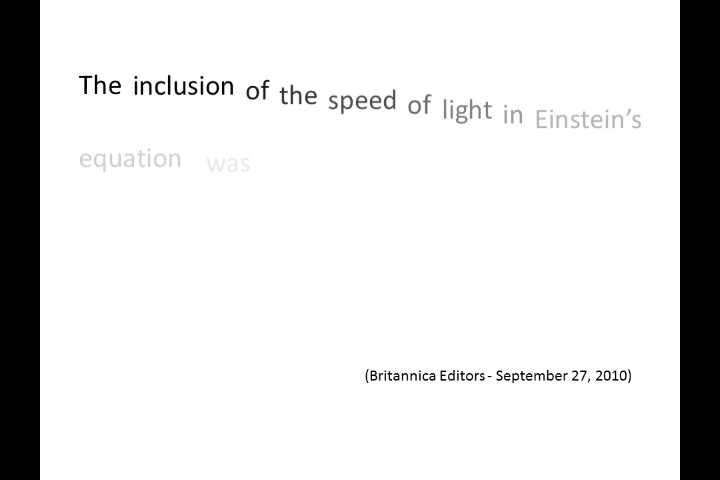 The inclusion of the speed of light in Einstein’s
equation was
(Britannica Editors - September 27, 2010)